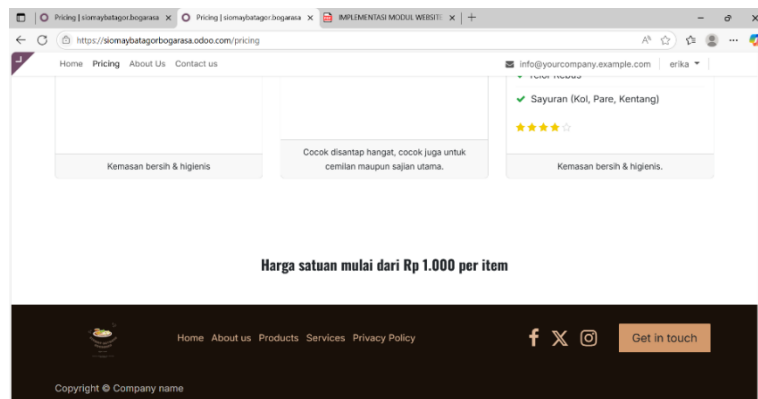 Pricing | siomaybatagor.bogarasa
Pricing | siomaybatagor.bogarasa
IMPLEMENTASI MODUL WEBSITE
https://siomaybatagorbogarasa.odoo.com/pricing
Home Pricing About Us Contact us
info@yourcompany.example.com erika
Telor Rebus
Sayuran (Kol, Pare, Kentang)
Kemasan bersih & higienis
Cocok disantap hangat, cocok juga untuk
cemilan maupun sajian utama.
Kemasan bersih & higienis.
Harga satuan mulai dari Rp 1.000 per item
Home About us Products Services Privacy Policy
Get in touch
Copyright © Company name